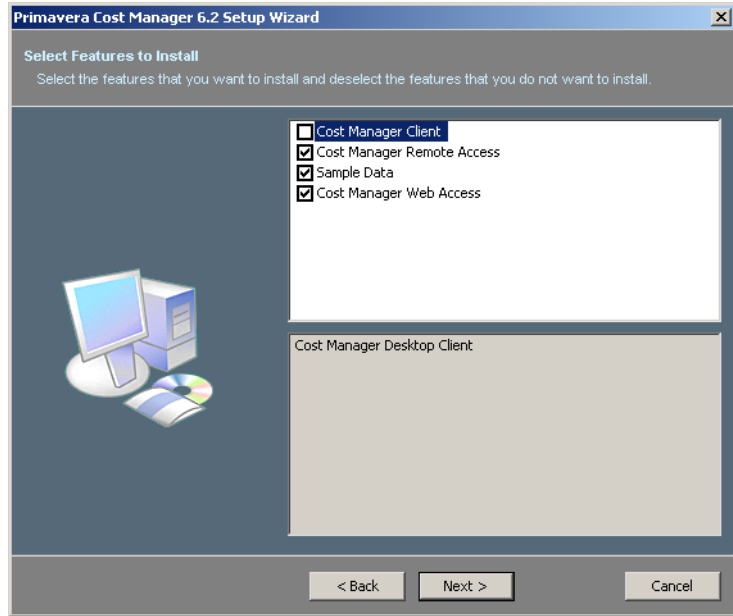 Primavera Cost Manager 6.2 Setup Wizard
Select Features to Install
Select the features that you want to install and deselect the features that you do not want to install.
Cost Manager Client
Cost Manager Remote Access
Sample Data
Cost Manager Web Access
Cost Manager Desktop Client
< Back
Next >
Cancel